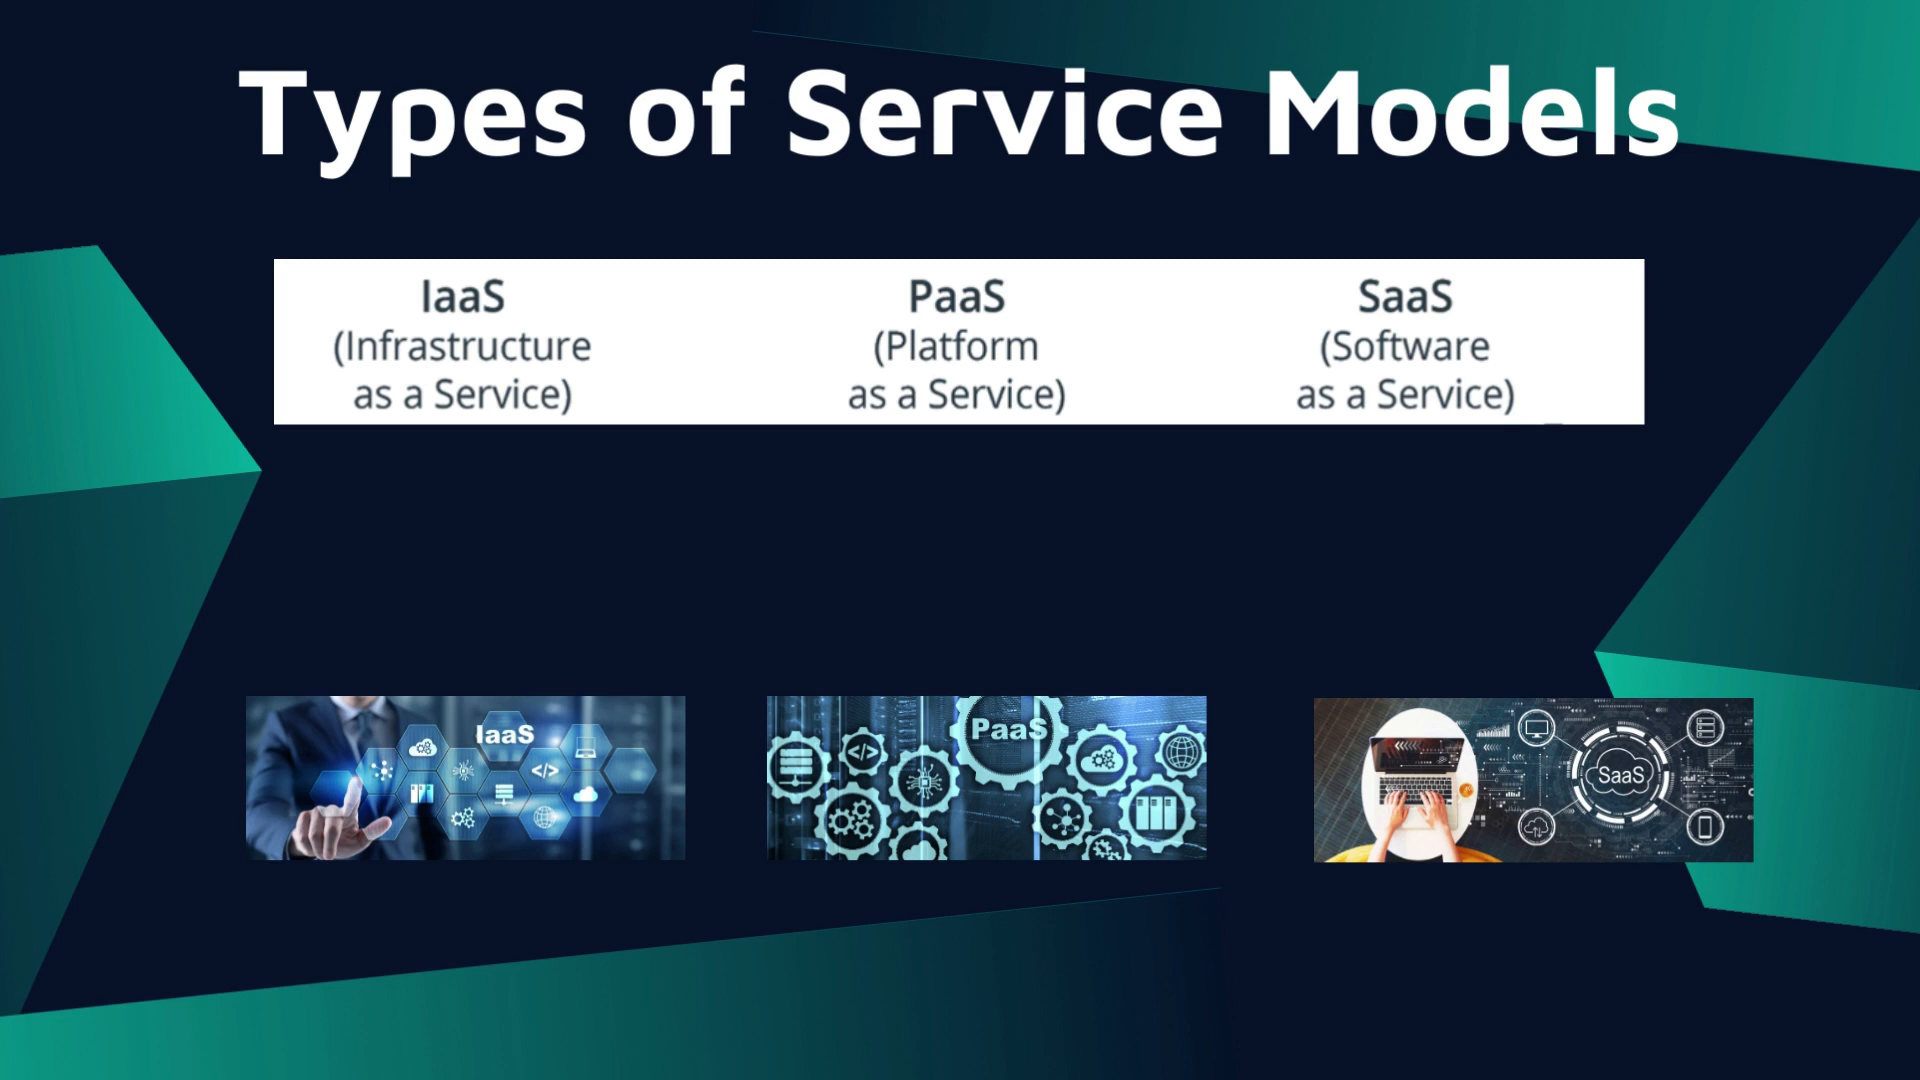 Types of Service Models
IaaS
(Infrastructure
as a Service)
PaaS
(Platform
as a Service)
SaaS
(Software
as a Service)
IaaS
</>
PaaS
</>
SaaS